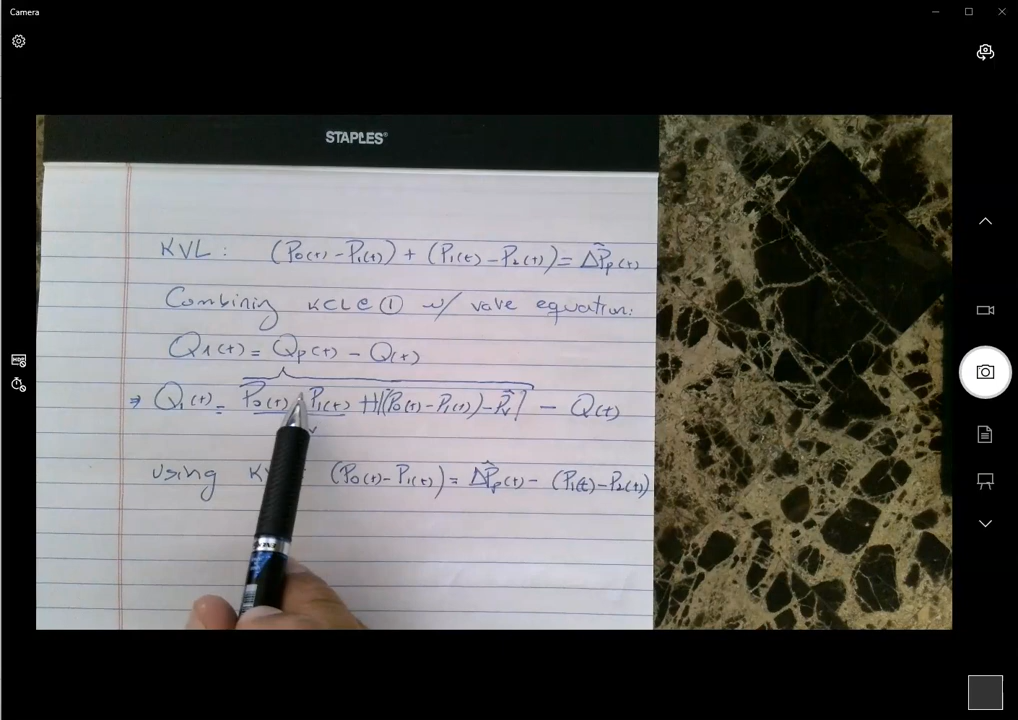 Camera
STAPLES®
KVL: (P0(t) - P1(t)) + (P1(t) - P2(t)) = ΔP̂p(t)
Combining KCL @ ① w/ valve equation:
Q1(t) = Qp(t) - Q(t)
⇒ Q1(t) = P0(t) P1(t) H[(P0(t) - P1(t)) - P̂v] - Q(t)
using (P0(t) - P1(t)) = ΔP̂p(t) - (P1(t) - P2(t))